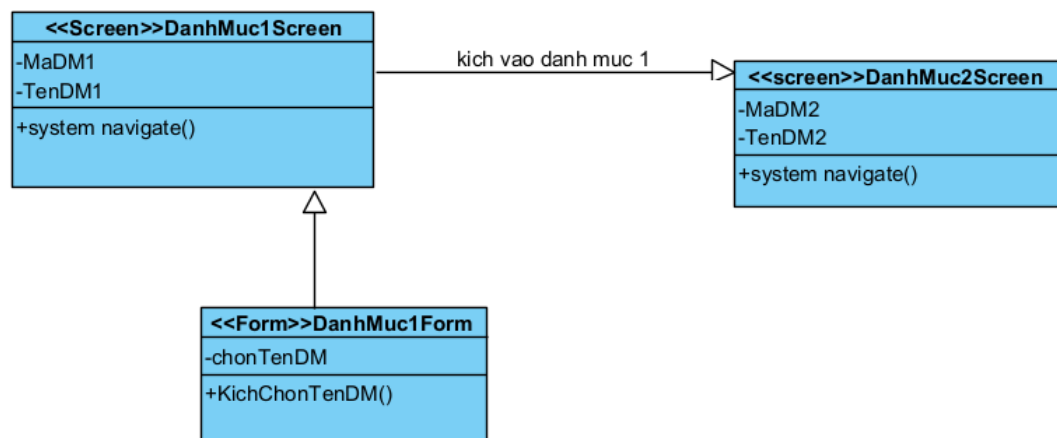 <<Screen>>DanhMuc1Screen
-MaDM1
-TenDM1
+system navigate()
kich vao danh muc 1
<<screen>>DanhMuc2Screen
-MaDM2
-TenDM2
+system navigate()
<<Form>>DanhMuc1Form
-chonTenDM
+KichChonTenDM()